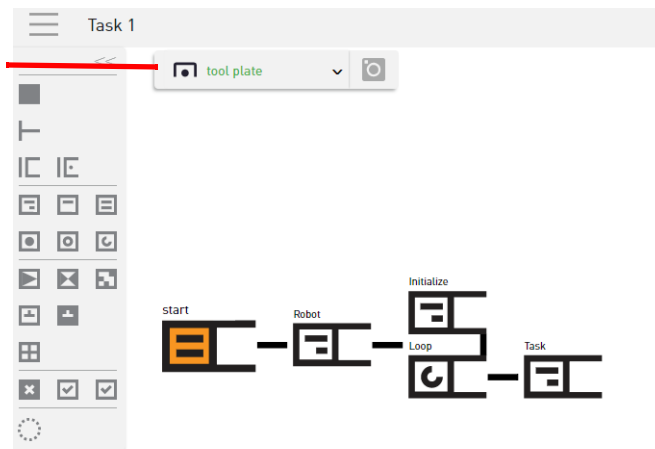 Task 1
<<
tool plate
Initialize
start
Robot
Loop
Task